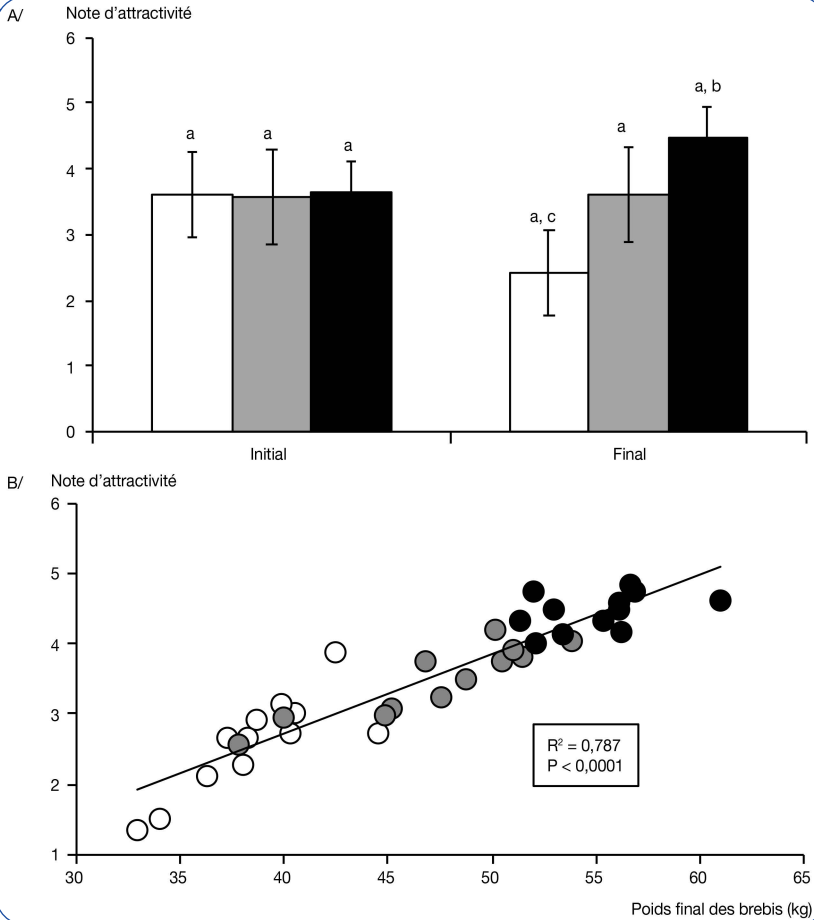 A/
Note d’attractivité
6
5
4
3
2
1
0
a
a
a
a, c
a
a, b
Initial
Final
B/
Note d’attractivité
6
5
4
3
2
1
R² = 0,787
P < 0,0001
30 35 40 45 50 55 60 65
Poids final des brebis (kg)